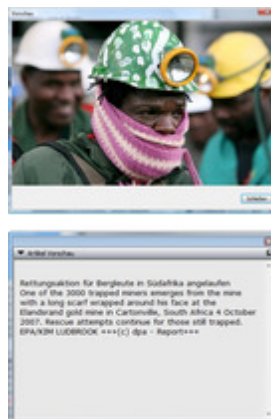 Vorschau
Schließen
Artikel Vorschau
Rettungsaktion für Bergleute in Südafrika angelaufen
One of the 3000 trapped miners emerges from the mine
with a long scarf wrapped around his face at the
Elandsrand gold mine in Cartonville, South Africa 4 October
2007. Rescue attempts continue for those still trapped.
EPA/KIM LUDBROOK +++(c) dpa - Report+++